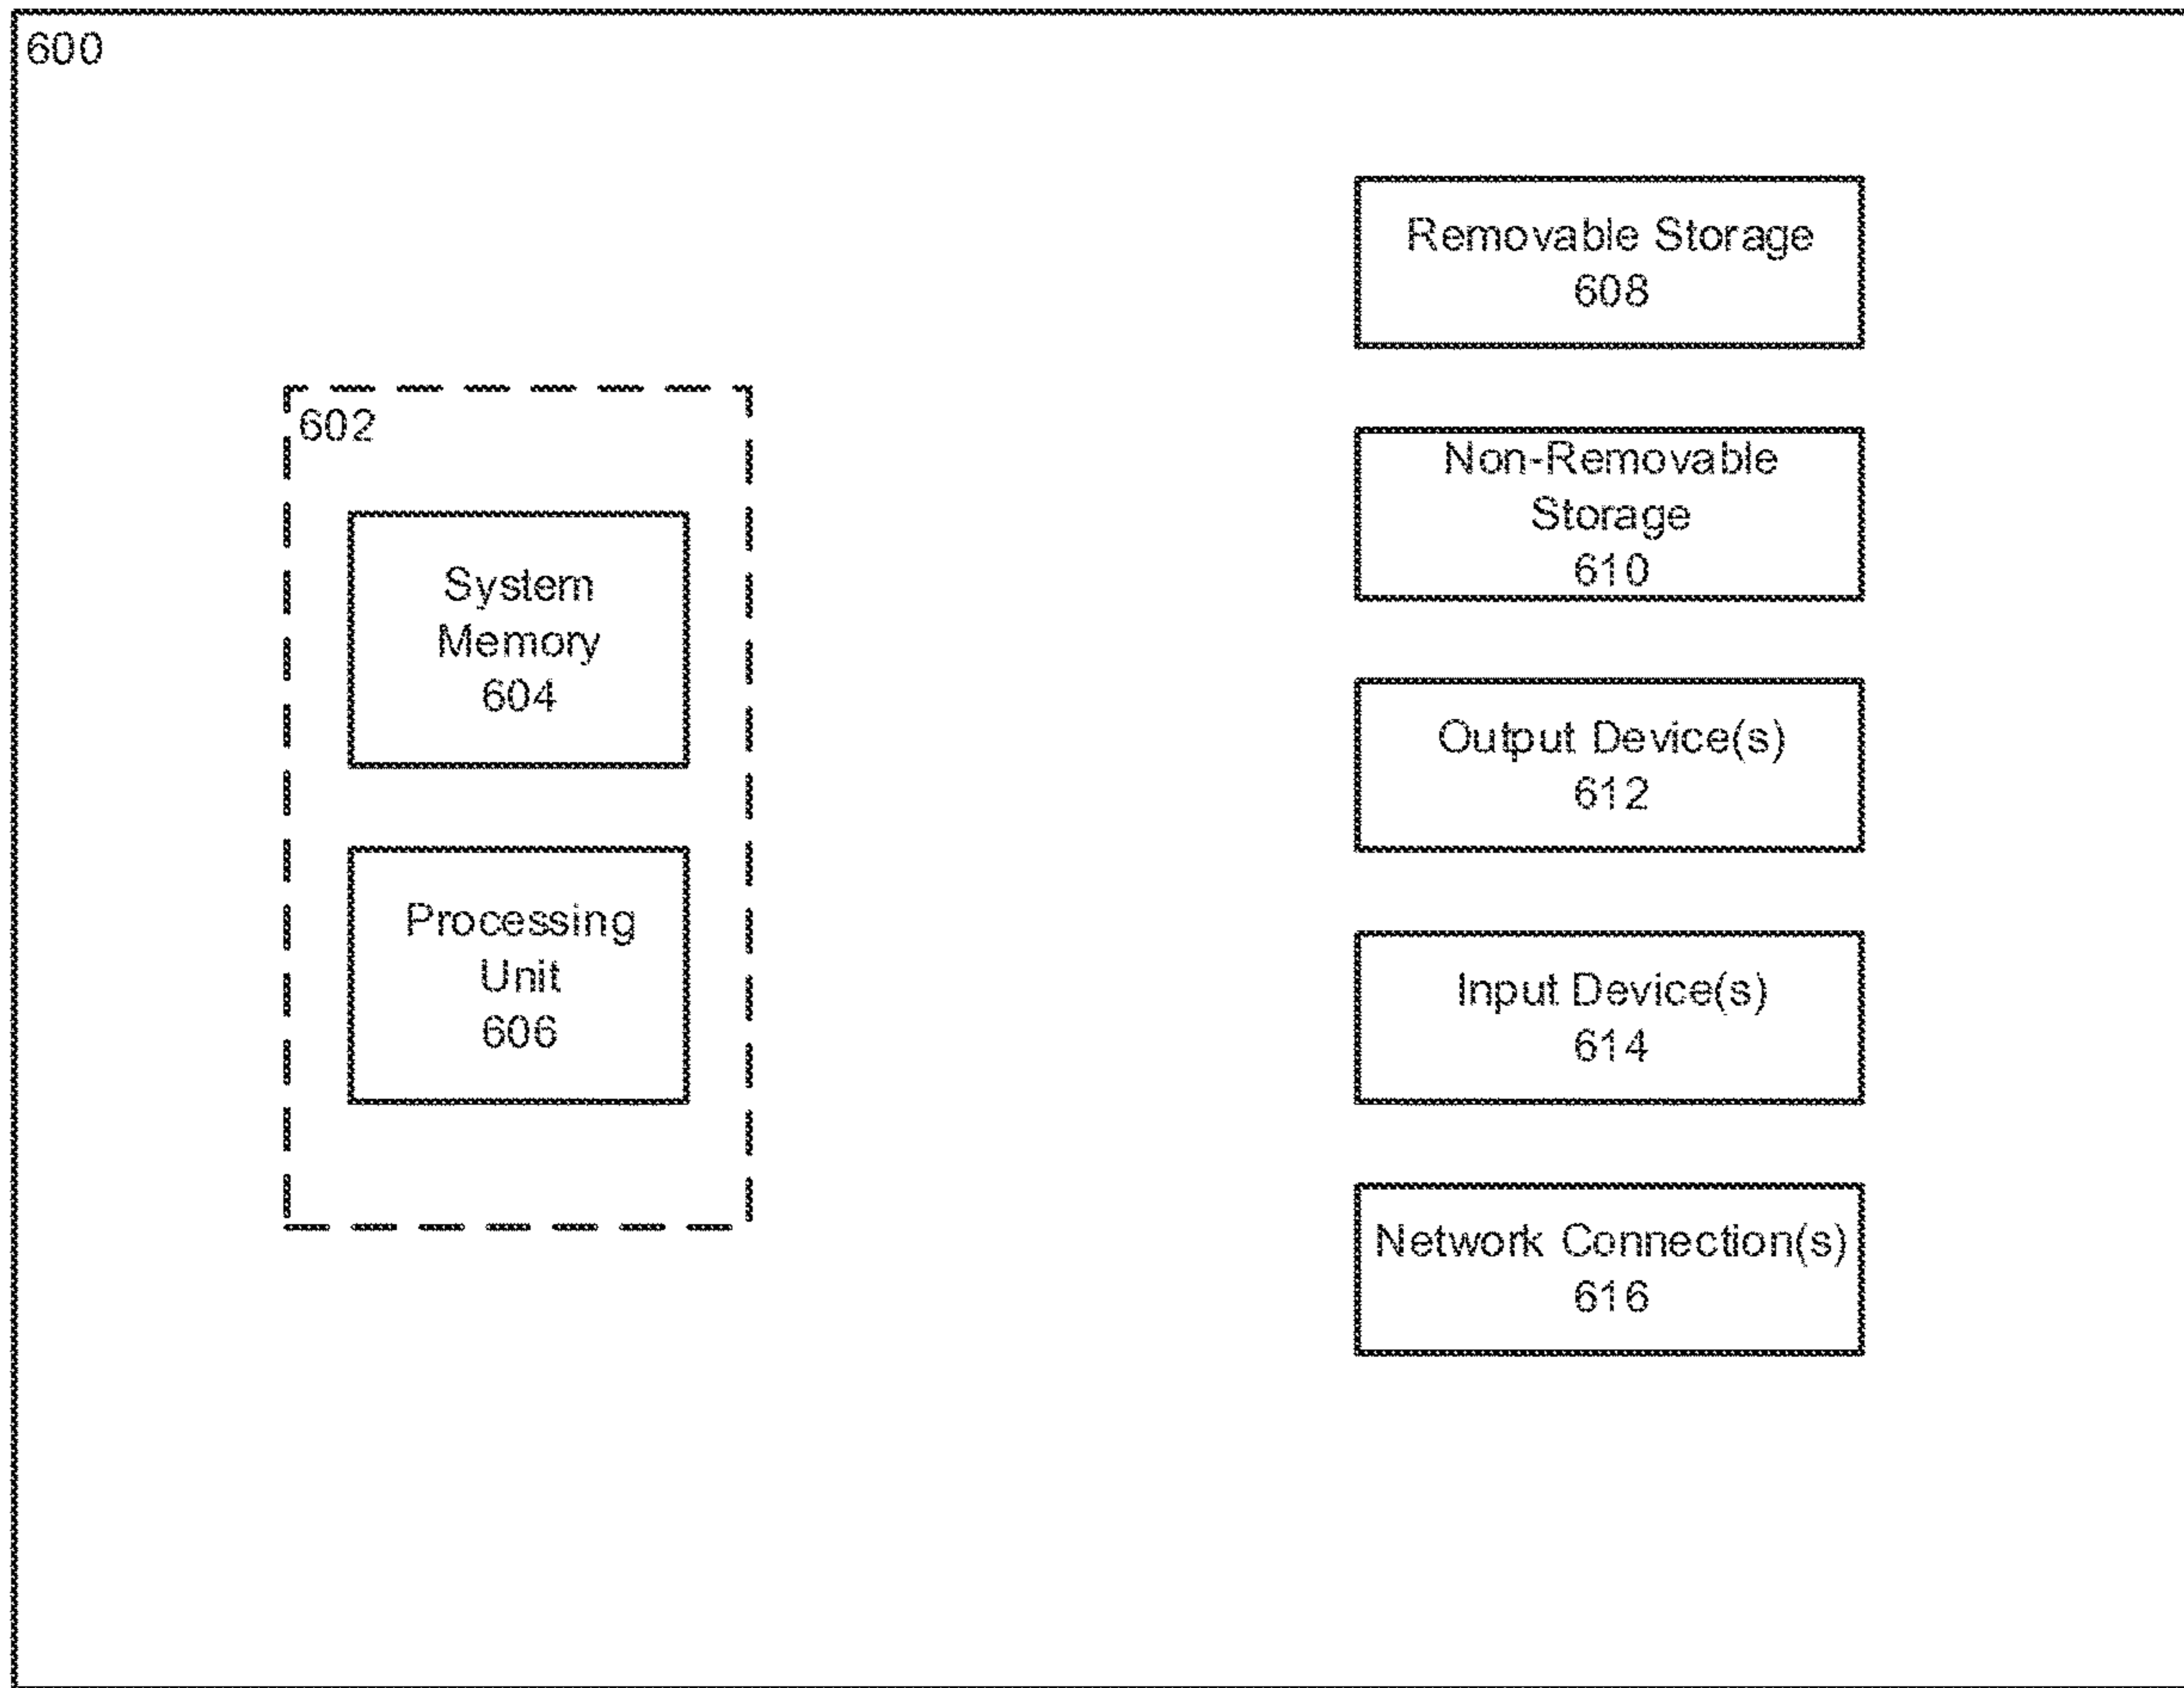 600
602
System
Memory
604
Processing
Unit
606
Removable Storage
608
Non-Removable
Storage
610
Output Device(s)
612
Input Device(s)
614
Network Connection(s)
616